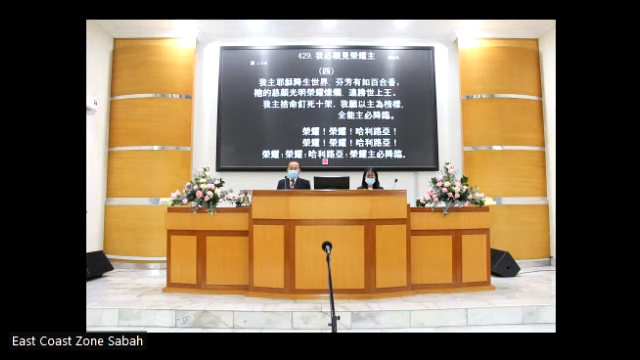 429. 我必親見榮耀主
(四)
我主耶穌降生世界，芬芳有如百合香，
祂的慈顏光明榮耀燦爛，遠勝世上王。
我主捨命釘死十架，我願以主為榜樣，
全能主必降臨。
榮耀！榮耀！哈利路亞！
榮耀！榮耀！哈利路亞！
榮耀！榮耀！哈利路亞！榮耀主必降臨。
East Coast Zone Sabah